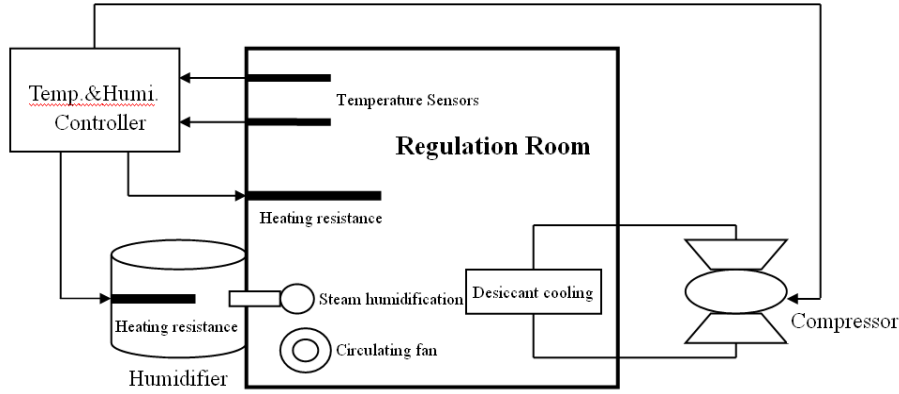 Temp.&Humi.
Controller
Temperature Sensors
Regulation Room
Heating resistance
Steam humidification
Desiccant cooling
Heating resistance
Compressor
Circulating fan
Humidifier